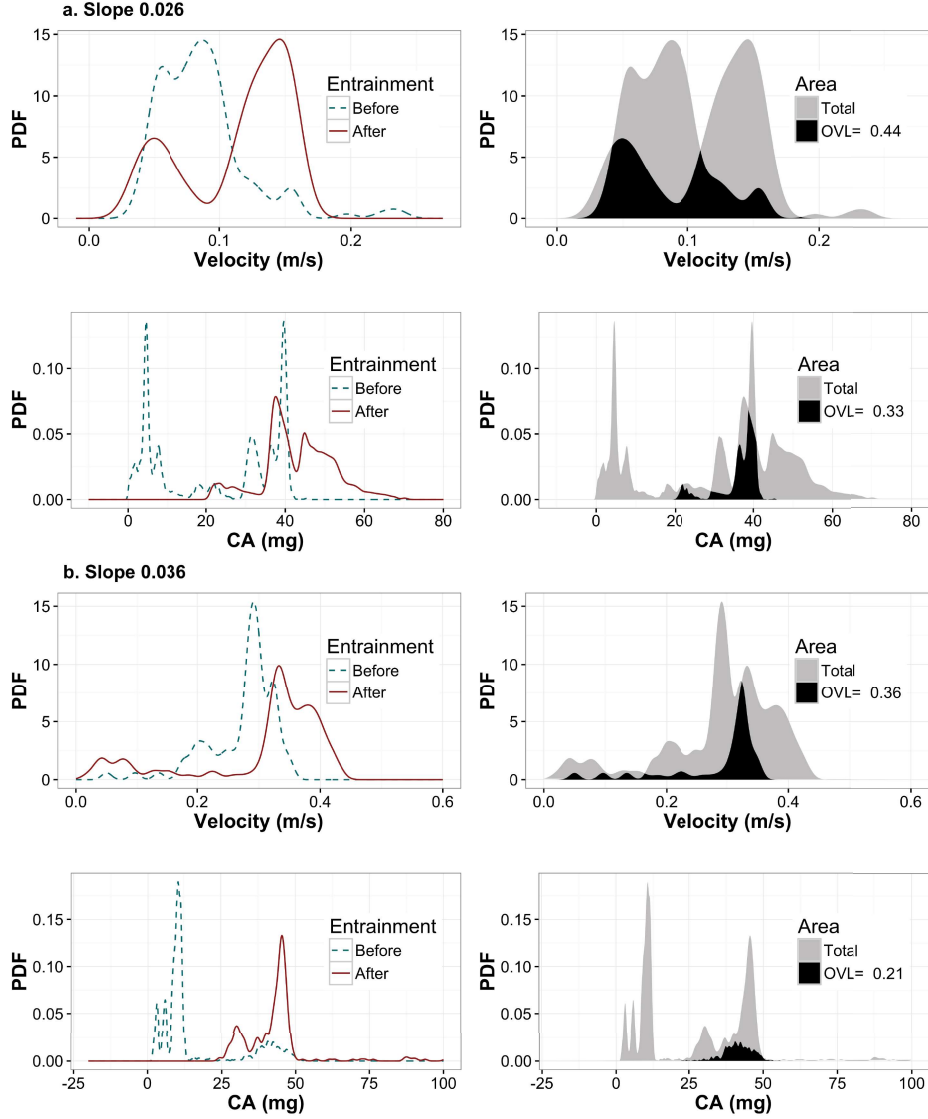 a. Slope 0.026
15
10
5
0
PDF
Entrainment
Before
After
0.0 0.1 0.2
Velocity (m/s)
15
10
5
0
PDF
Area
Total
OVL= 0.44
0.0 0.1 0.2
Velocity (m/s)
0.10
0.05
0.00
PDF
Entrainment
Before
After
0 20 40 60 80
CA (mg)
0.10
0.05
0.00
PDF
Area
Total
OVL= 0.33
0 20 40 60 80
CA (mg)
b. Slope 0.036
15
10
5
0
PDF
Entrainment
Before
After
0.0 0.2 0.4 0.6
Velocity (m/s)
15
10
5
0
PDF
Area
Total
OVL= 0.36
0.0 0.2 0.4 0.6
Velocity (m/s)
0.15
0.10
0.05
0.00
PDF
Entrainment
Before
After
-25 0 25 50 75 100
CA (mg)
0.15
0.10
0.05
0.00
PDF
Area
Total
OVL= 0.21
-25 0 25 50 75 100
CA (mg)